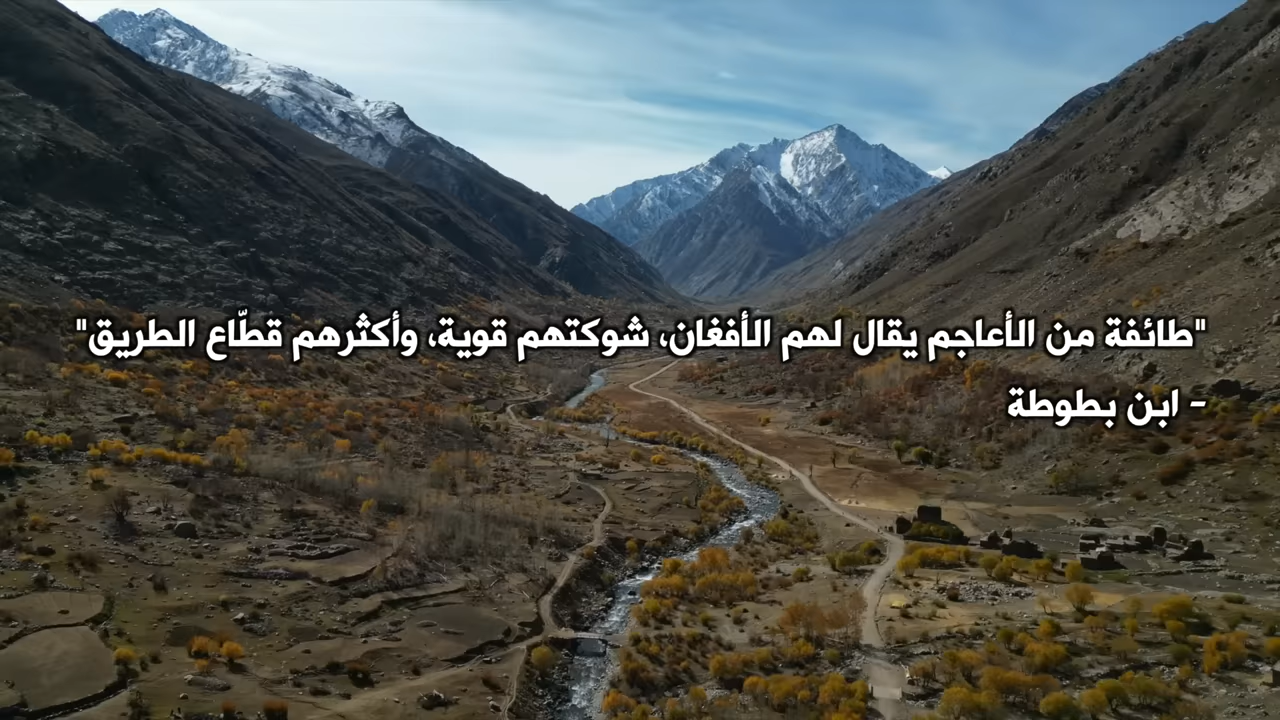 "طائفة من الأعاجم يقال لهم الأفغان، شوكتهم قوية، وأكثرهم قطّاع الطريق"
- ابن بطوطة